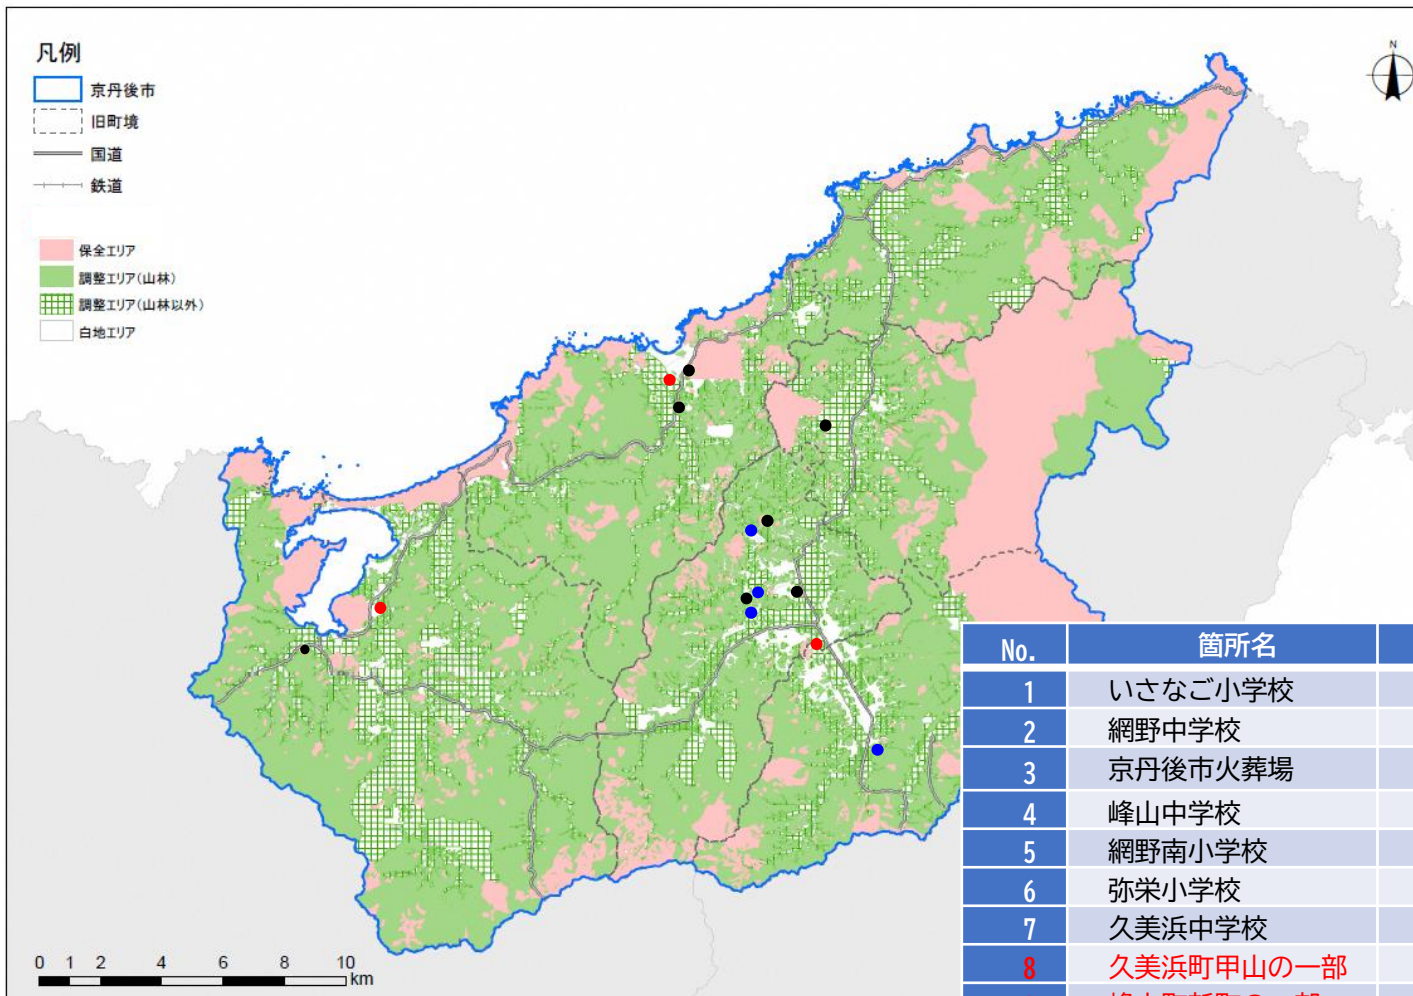 凡例
京丹後市
旧町境
国道
鉄道
保全エリア
調整エリア(山林)
調整エリア(山林以外)
白地エリア
N
No. 箇所名
1 いさなご小学校
2 網野中学校
3 京丹後市火葬場
4 峰山中学校
5 網野南小学校
6 弥栄小学校
7 久美浜中学校
8 久美浜町甲山の一部
0 1 2 4 6 8 10
km